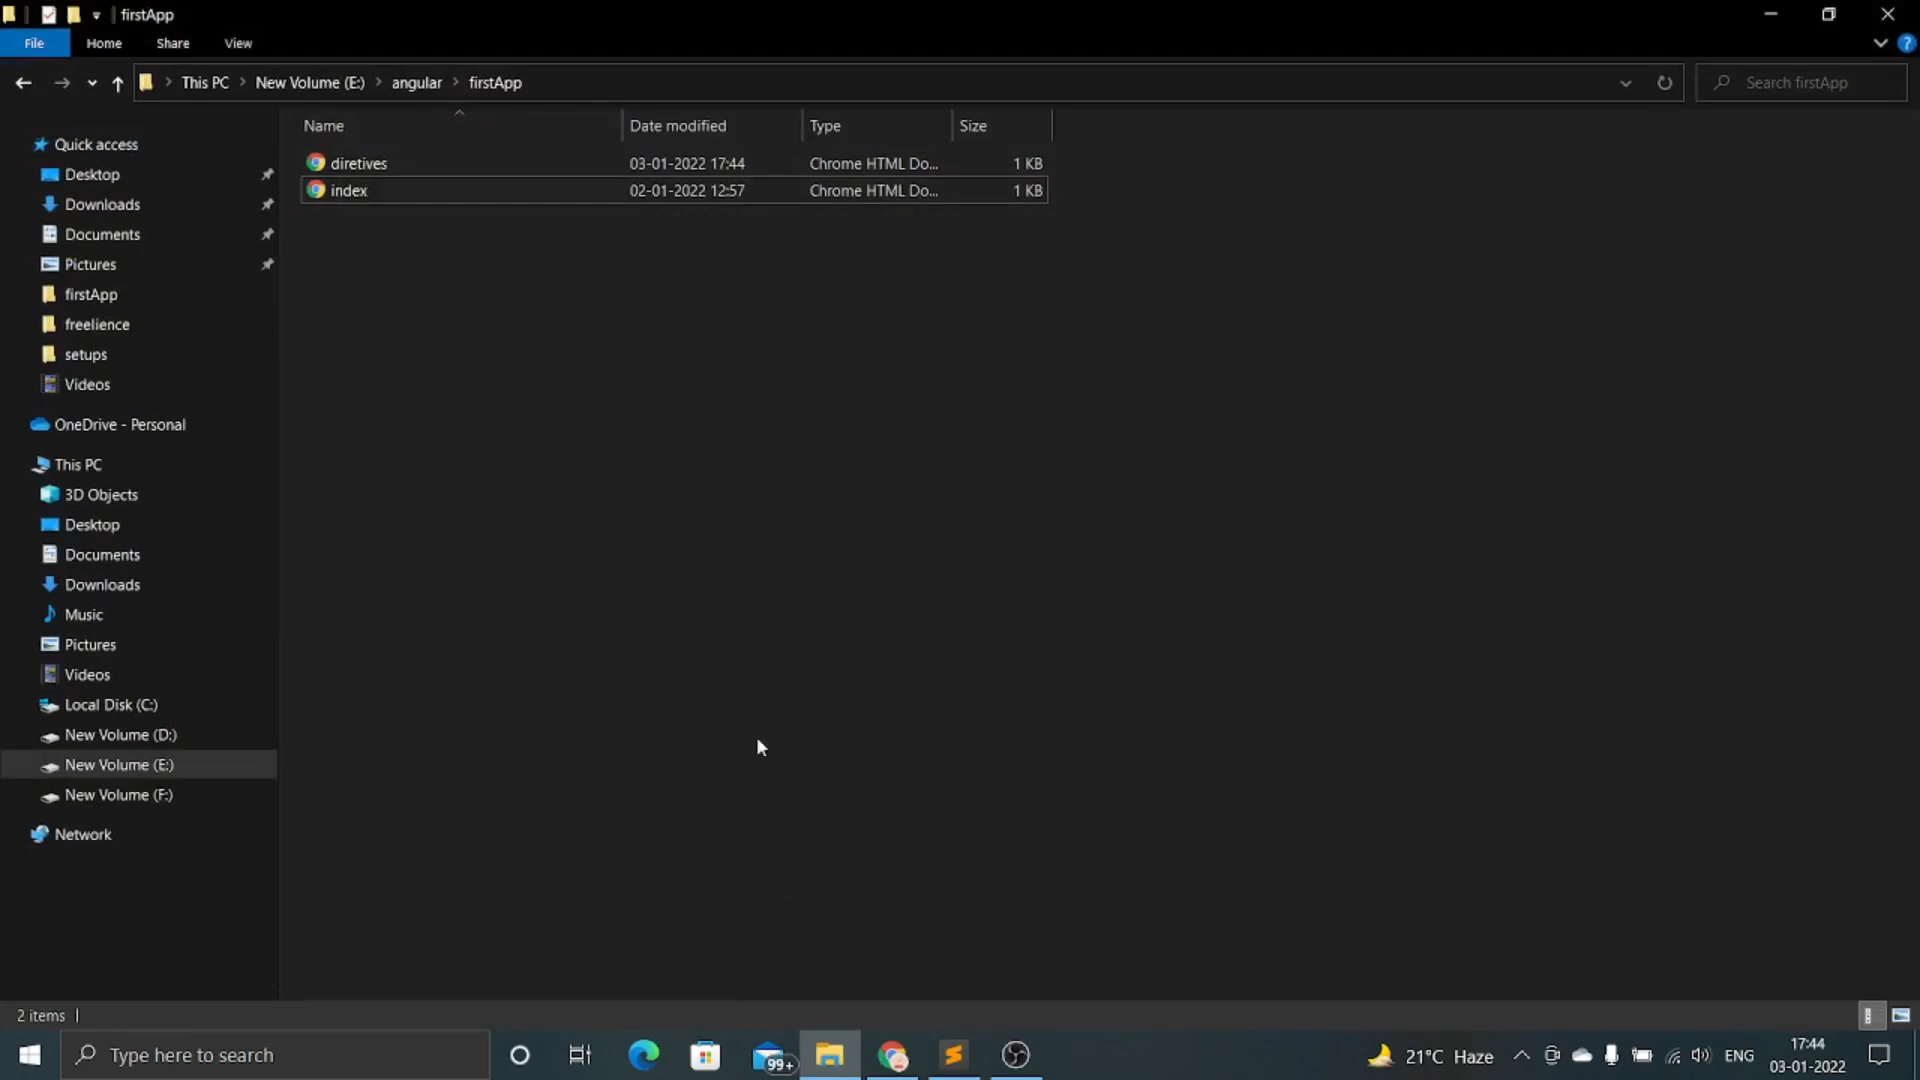 firstApp
File Home Share View
This PC New Volume (E:) angular firstApp Search firstApp
Name Date modified Type Size
diretives 03-01-2022 17:44 Chrome HTML Do... 1 KB
index 02-01-2022 12:57 Chrome HTML Do... 1 KB
Quick access
Desktop
Downloads
Documents
Pictures
firstApp
freelience
setups
Videos
OneDrive - Personal
This PC
3D Objects
Desktop
Documents
Downloads
Music
Pictures
Videos
Local Disk (C:)
New Volume (D:)
New Volume (E:)
New Volume (F:)
Network
2 items
Type here to search 99+ 21°C Haze ENG 17:44
03-01-2022